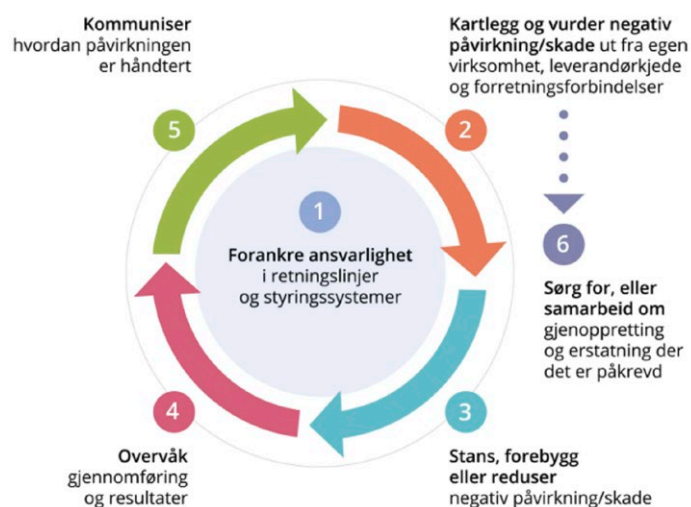 1
Forankre ansvarlighet
i retningslinjer
og styringssystemer
2
Kartlegg og vurder negativ
påvirkning/skade ut fra egen
virksomhet, leverandørkjede
og forretningsforbindelser
3
Stans, forebygg
eller reduser
negativ påvirkning/skade
4
Overvåk
gjennomføring
og resultater
5
Kommuniser
hvordan påvirkningen
er håndtert
6
Sørg for, eller
samarbeid om
gjenoppretting
og erstatning der
det er påkrevd